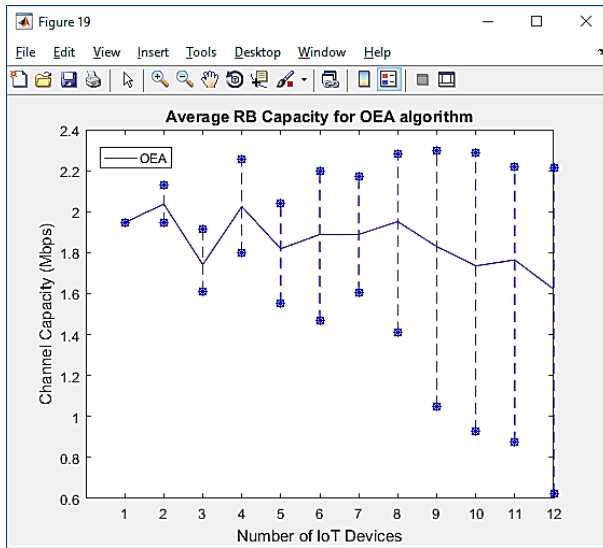 Figure 19
File Edit View Insert Tools Desktop Window Help
Average RB Capacity for OEA algorithm
OEA
2.4
2.2
2
1.8
1.6
1.4
1.2
1
0.8
0.6
Channel Capacity (Mbps)
1 2 3 4 5 6 7 8 9 10 11 12
Number of IoT Devices